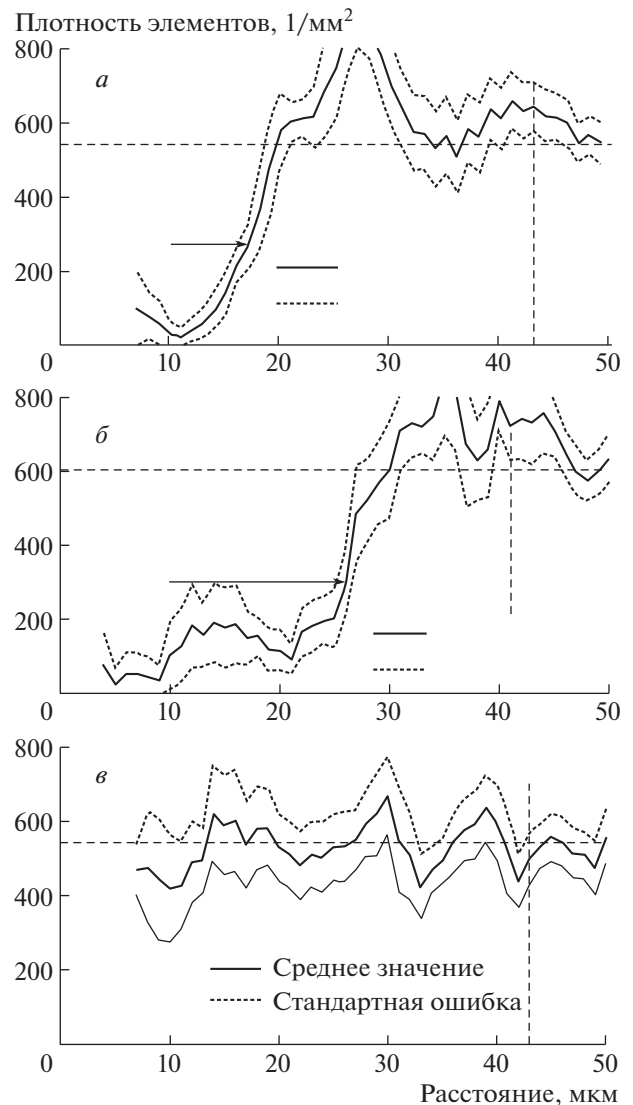 Плотность элементов, 1/мм²
800
а
600
400
200
0 10 20 30 40 50
800
б
600
400
200
0 10 20 30 40 50
800
в
600
400
200
Среднее значение
Стандартная ошибка
0 10 20 30 40 50
Расстояние, мкм